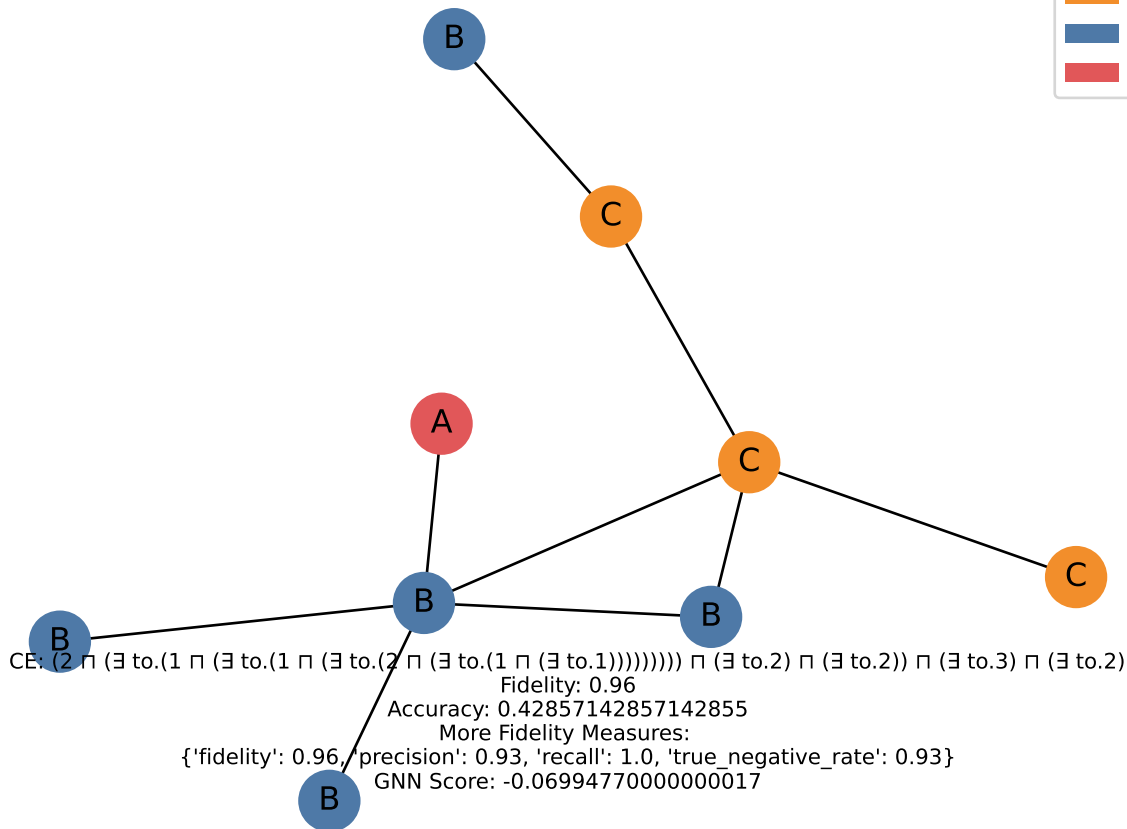 B
C
A
C
C
B
B
B
CE: (2 ⊓ (∃ to.(1 ⊓ (∃ to.(1 ⊓ (∃ to.(2 ⊓ (∃ to.(1 ⊓ (∃ to.1))))))))) ⊓ (∃ to.2) ⊓ (∃ to.2)) ⊓ (∃ to.3) ⊓ (∃ to.2)
Fidelity: 0.96
Accuracy: 0.42857142857142855
More Fidelity Measures:
{'fidelity': 0.96, 'precision': 0.93, 'recall': 1.0, 'true_negative_rate': 0.93}
GNN Score: -0.06994770000000017
B